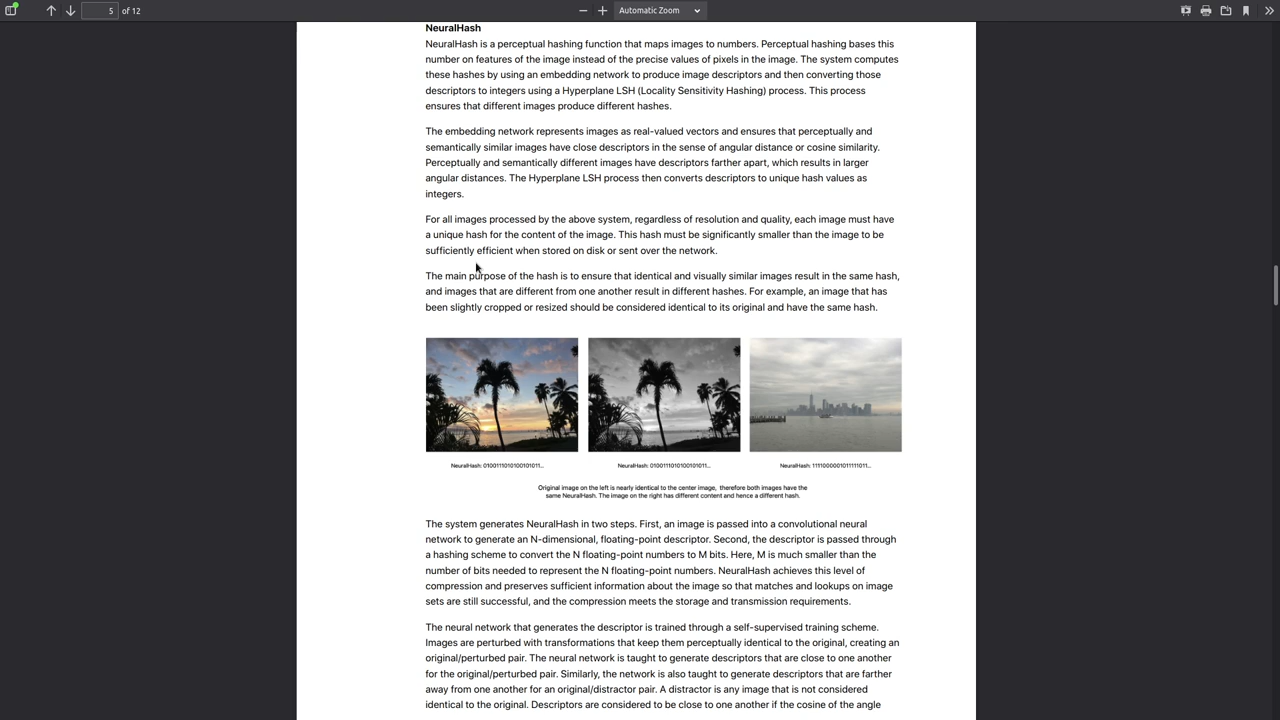 5 of 12 Automatic Zoom
NeuralHash
NeuralHash is a perceptual hashing function that maps images to numbers. Perceptual hashing bases this
number on features of the image instead of the precise values of pixels in the image. The system computes
these hashes by using an embedding network to produce image descriptors and then converting those
descriptors to integers using a Hyperplane LSH (Locality Sensitivity Hashing) process. This process
ensures that different images produce different hashes.
The embedding network represents images as real-valued vectors and ensures that perceptually and
semantically similar images have close descriptors in the sense of angular distance or cosine similarity.
Perceptually and semantically different images have descriptors farther apart, which results in larger
angular distances. The Hyperplane LSH process then converts descriptors to unique hash values as
integers.
For all images processed by the above system, regardless of resolution and quality, each image must have
a unique hash for the content of the image. This hash must be significantly smaller than the image to be
sufficiently efficient when stored on disk or sent over the network.
The main purpose of the hash is to ensure that identical and visually similar images result in the same hash,
and images that are different from one another result in different hashes. For example, an image that has
been slightly cropped or resized should be considered identical to its original and have the same hash.
NeuralHash: 0100111010100101011... NeuralHash: 0100111010100101011... NeuralHash: 1111000001011111011...
Original image on the left is nearly identical to the center image, therefore both images have the
same NeuralHash. The image on the right has different content and hence a different hash.
The system generates NeuralHash in two steps. First, an image is passed into a convolutional neural
network to generate an N-dimensional, floating-point descriptor. Second, the descriptor is passed through
a hashing scheme to convert the N floating-point numbers to M bits. Here, M is much smaller than the
number of bits needed to represent the N floating-point numbers. NeuralHash achieves this level of
compression and preserves sufficient information about the image so that matches and lookups on image
sets are still successful, and the compression meets the storage and transmission requirements.
The neural network that generates the descriptor is trained through a self-supervised training scheme.
Images are perturbed with transformations that keep them perceptually identical to the original, creating an
original/perturbed pair. The neural network is taught to generate descriptors that are close to one another
for the original/perturbed pair. Similarly, the network is also taught to generate descriptors that are farther
away from one another for an original/distractor pair. A distractor is any image that is not considered
identical to the original. Descriptors are considered to be close to one another if the cosine of the angle